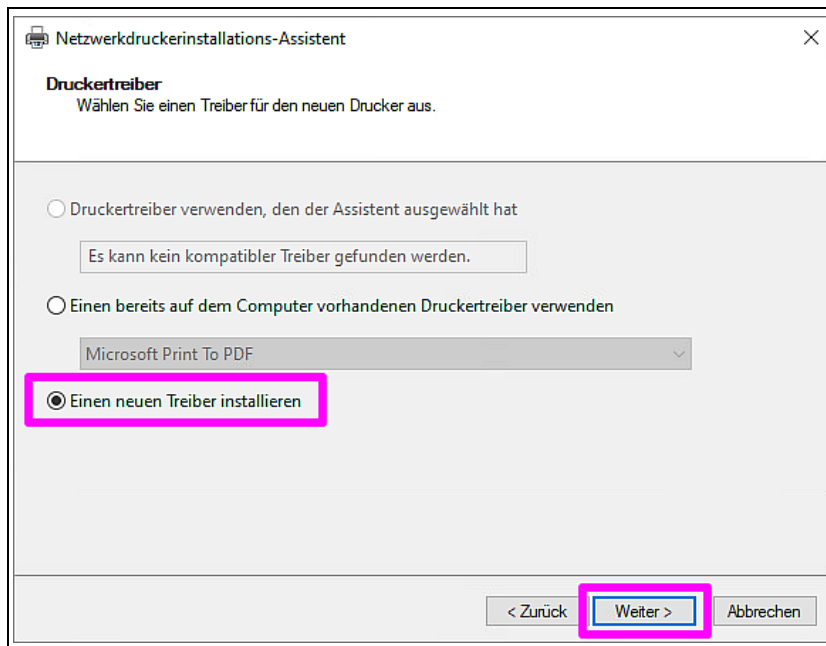 Netzwerkdruckerinstallations-Assistent
Druckertreiber
Wählen Sie einen Treiber für den neuen Drucker aus.
Druckertreiber verwenden, den der Assistent ausgewählt hat
Es kann kein kompatibler Treiber gefunden werden.
Einen bereits auf dem Computer vorhandenen Druckertreiber verwenden
Microsoft Print To PDF
Einen neuen Treiber installieren
< Zurück Weiter > Abbrechen